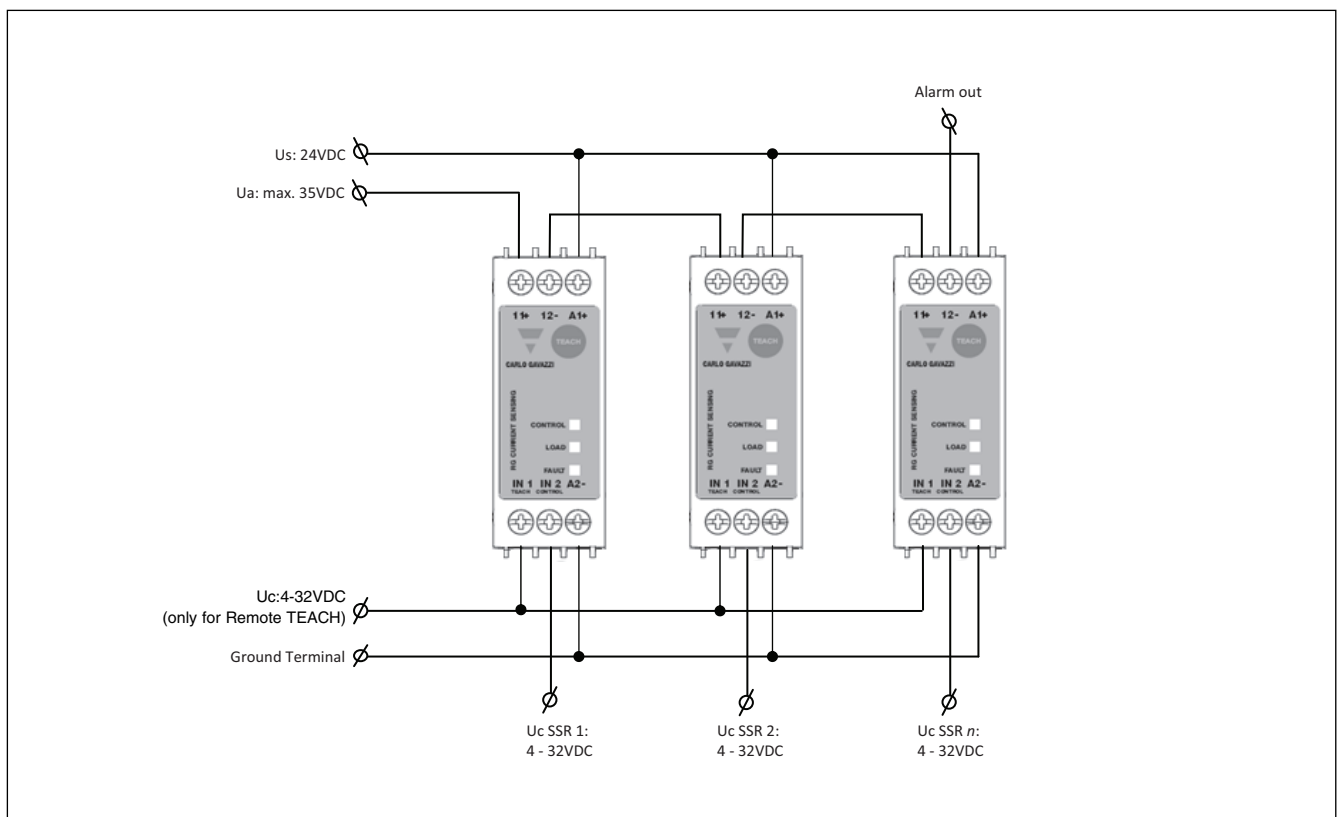 Alarm out
Us: 24VDC
Ua: max. 35VDC
11+ 12- A1+
TEACH
CARLO GAVAZZI
RG CURRENT SENSING
CONTROL
LOAD
FAULT
IN 1 IN 2 A2-
TEACH CONTROL
11+ 12- A1+
TEACH
CARLO GAVAZZI
RG CURRENT SENSING
CONTROL
LOAD
FAULT
IN 1 IN 2 A2-
TEACH CONTROL
11+ 12- A1+
TEACH
CARLO GAVAZZI
RG CURRENT SENSING
CONTROL
LOAD
FAULT
IN 1 IN 2 A2-
TEACH CONTROL
Uc:4-32VDC
(only for Remote TEACH)
Ground Terminal
Uc SSR 1:
4 - 32VDC
Uc SSR 2:
4 - 32VDC
Uc SSR n:
4 - 32VDC